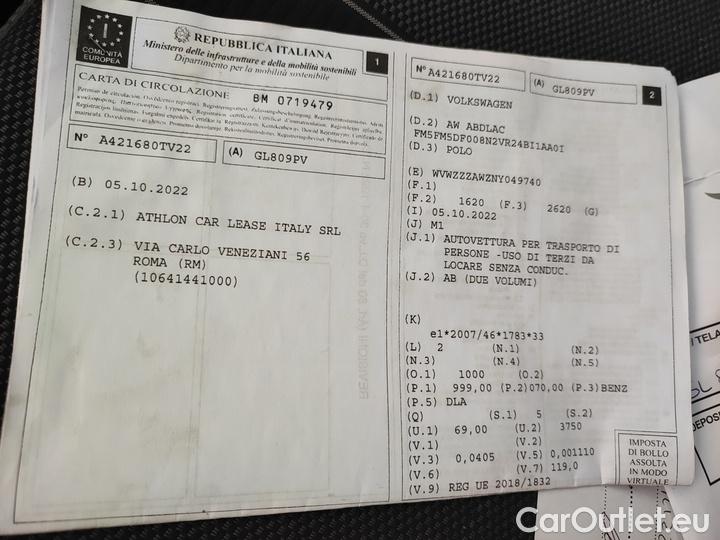 I
COMUNITÀ
EUROPEA
REPUBBLICA ITALIANA
Ministero delle infrastrutture e della mobilità sostenibili
Dipartimento per la mobilità sostenibile
1
CARTA DI CIRCOLAZIONE
BM 0719479
N° A421680TV22
(A) GL809PV
(B) 05.10.2022
(C.2.1) ATHLON CAR LEASE ITALY SRL
(C.2.3) VIA CARLO VENEZIANI 56
ROMA (RM)
(10641441000)
N° A421680TV22
(A) GL809PV
2
(D.1) VOLKSWAGEN
(D.2) AW ABDLAC
FM5FM5DF008N2VR24BI1AA0I
(D.3) POLO
(E) WVWZZZAWZNY049740
(F.1)
(F.2) 1620 (F.3) 2620 (G)
(I) 05.10.2022
(J) M1
(J.1) AUTOVETTURA PER TRASPORTO DI
PERSONE -USO DI TERZI DA
LOCARE SENZA CONDUC.
(J.2) AB (DUE VOLUMI)
(K)
e1*2007/46*1783*33
(L) 2 (N.1) (N.2)
(N.3) (N.4) (N.5)
(O.1) 1000 (O.2)
(P.1) 999,00 (P.2)070,00 (P.3)BENZ
(P.5) DLA
(Q) (S.1) 5 (S.2)
(U.1) 69,00 (U.2) 3750
(V.1) (V.2)
(V.3) 0,0405 (V.5) 0,001110
(V.6) (V.7) 119,0
(V.9) REG UE 2018/1832
IMPOSTA
DI BOLLO
ASSOLTA
IN MODO
VIRTUALE
CarOutlet.eu